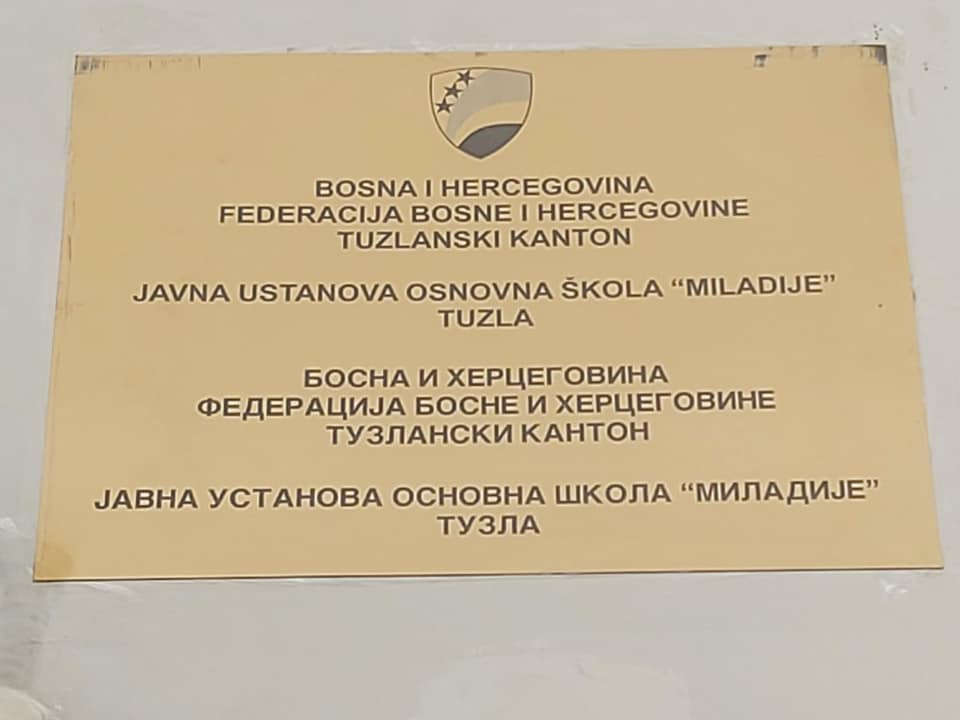 BOSNA I HERCEGOVINA
FEDERACIJA BOSNE I HERCEGOVINE
TUZLANSKI KANTON
JAVNA USTANOVA OSNOVNA ŠKOLA “MILADIJE”
TUZLA
БОСНА И ХЕРЦЕГОВИНА
ФЕДЕРАЦИЈА БОСНЕ И ХЕРЦЕГОВИНЕ
ТУЗЛАНСКИ КАНТОН
ЈАВНА УСТАНОВА ОСНОВНА ШКОЛА “МИЛАДИЈЕ”
ТУЗЛА